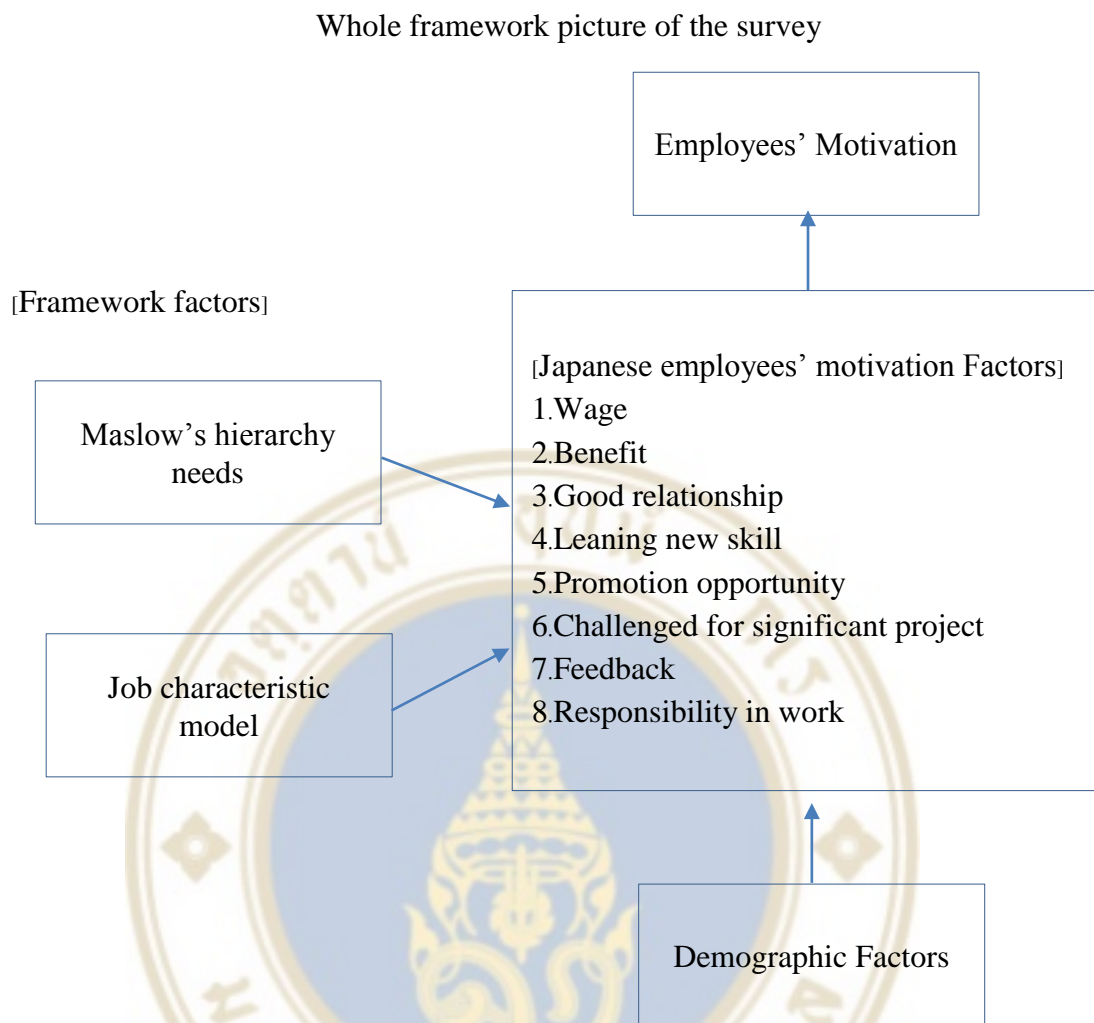 Whole framework picture of the survey
Employees’ Motivation
[Framework factors]
Maslow’s hierarchy
needs
Job characteristic
model
[Japanese employees’ motivation Factors]
1.Wage
2.Benefit
3.Good relationship
4.Leaning new skill
5.Promotion opportunity
6.Challenged for significant project
7.Feedback
8.Responsibility in work
Demographic Factors